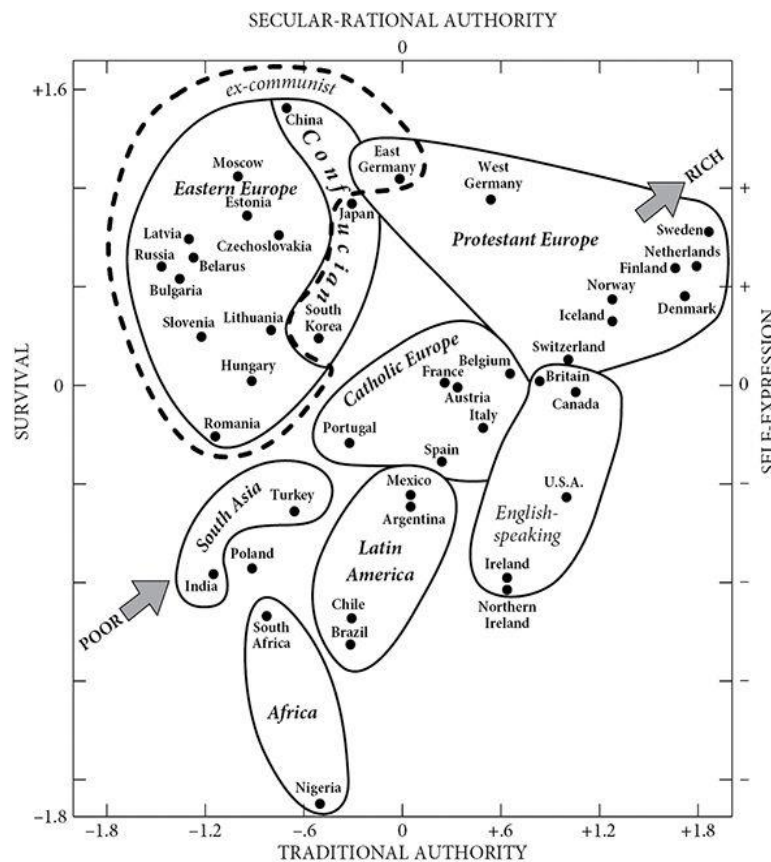 SECULAR-RATIONAL AUTHORITY
0
+1.6
ex-communist
China
Confucian
Moscow
East
Germany
West
Germany
RICH
Eastern Europe
Estonia
Japan
Latvia
Czechoslovakia
Protestant Europe
Sweden
Russia
Belarus
Netherlands
Finland
Bulgaria
Norway
Denmark
Slovenia
Lithuania
South
Korea
Iceland
Switzerland
Hungary
Catholic Europe
Belgium
France
Britain
0
0
Austria
Canada
Romania
Portugal
Italy
Spain
SURVIVAL
SELF-EXPRESSION
+
+
South Asia
Turkey
Mexico
Argentina
U.S.A.
English-
speaking
Poland
India
Latin
America
Ireland
Northern
Ireland
POOR
South
Africa
Chile
Brazil
Africa
Nigeria
–
–
–
–
–1.8
–1.8
–1.2
–.6
0
+.6
+1.2
+1.8
TRADITIONAL AUTHORITY